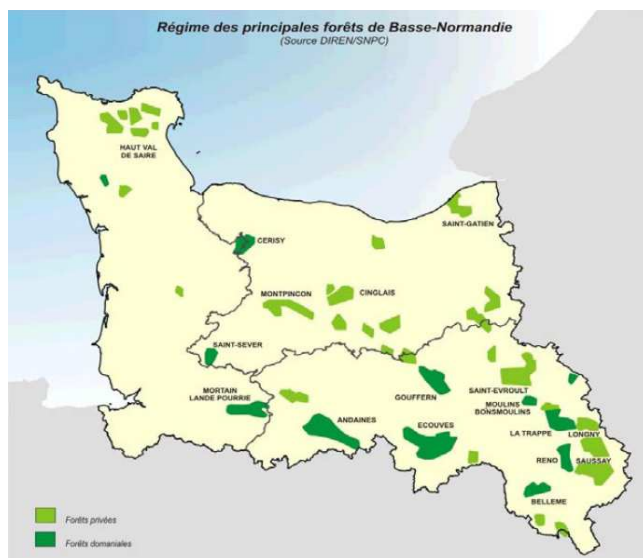 Régime des principales forêts de Basse-Normandie
(Source DIREN/SNPC)
HAUT VAL
DE SAIRE
SAINT-GATIEN
CERISY
MONTPINCON
CINGLAIS
SAINT-SEVER
MORTAIN
LANDE POURRIE
GOUFFERN
SAINT-EVROULT
MOULINS
BONSMOULINS
ANDAINES
ECOUVES
LA TRAPPE
LONGNY
RENO
SAUSSAY
BELLEME
Forêts privées
Forêts domaniales